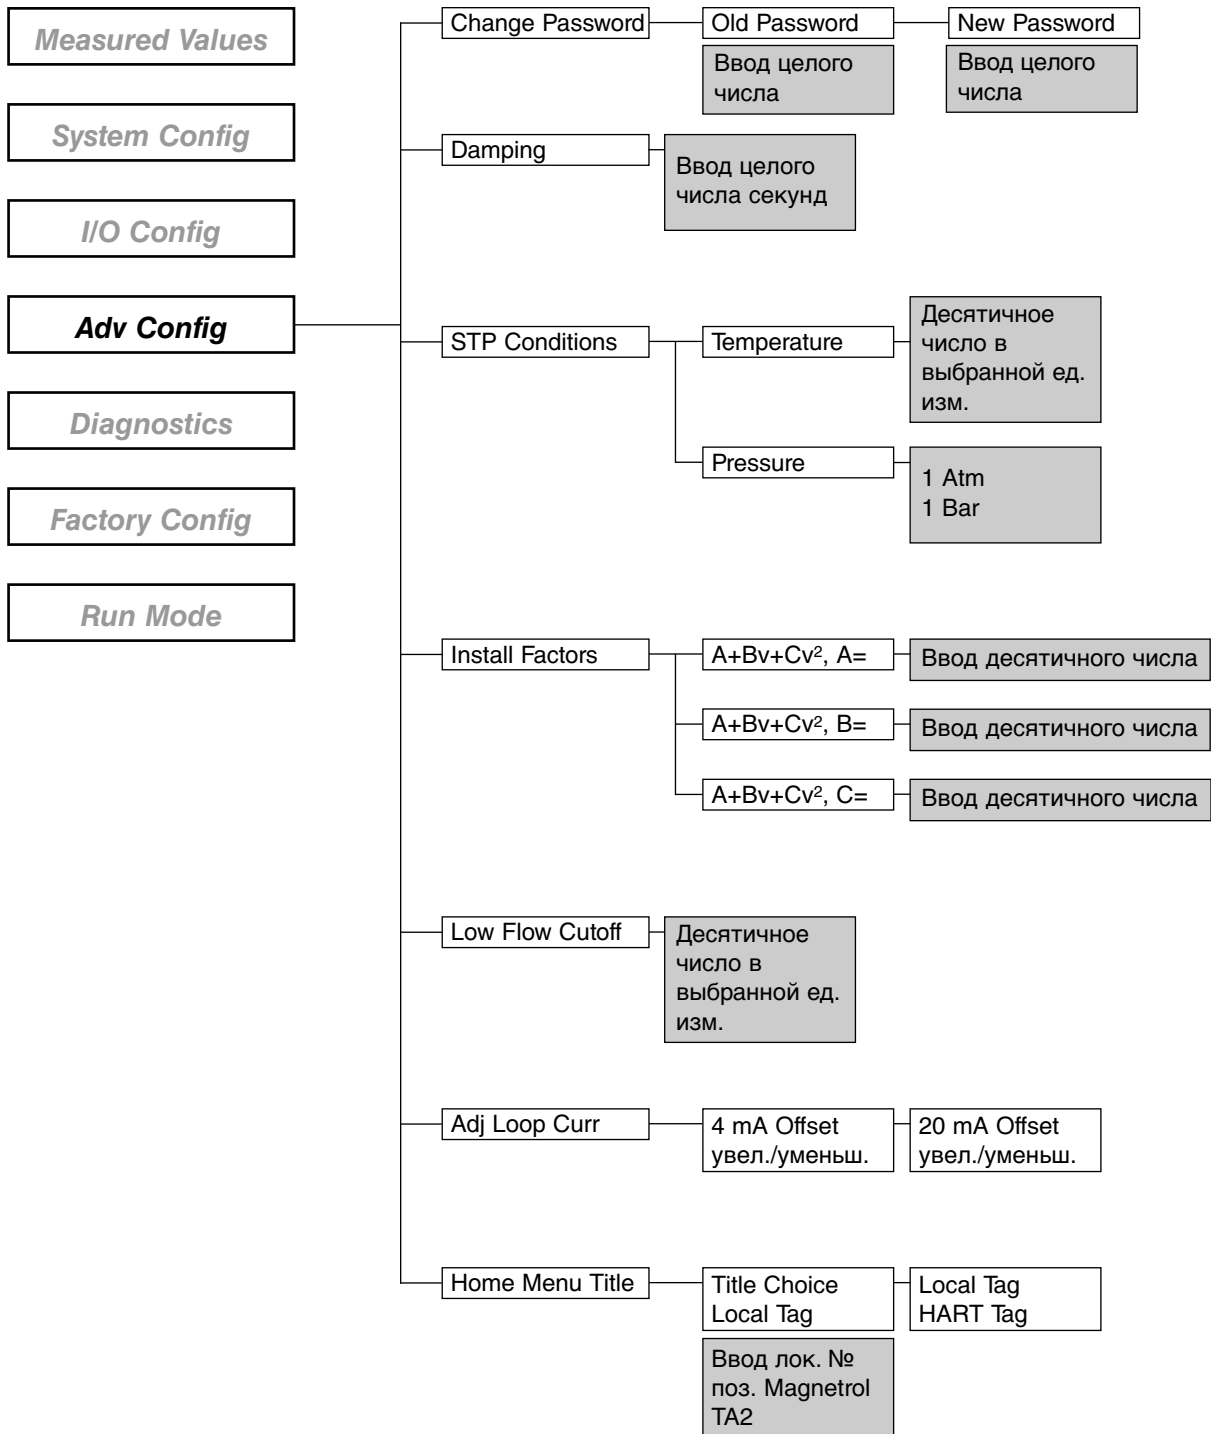 Measured Values
System Config
I/O Config
Adv Config
Diagnostics
Factory Config
Run Mode
Change Password
Old Password
New Password
Ввод целого
числа
Ввод целого
числа
Damping
Ввод целого
числа секунд
STP Conditions
Temperature
Десятичное
число в
выбранной ед.
изм.
Pressure
1 Atm
1 Bar
Install Factors
A+Bv+Cv², A=
Ввод десятичного числа
A+Bv+Cv², B=
Ввод десятичного числа
A+Bv+Cv², C=
Ввод десятичного числа
Low Flow Cutoff
Десятичное
число в
выбранной ед.
изм.
Adj Loop Curr
4 mA Offset
увел./уменьш.
20 mA Offset
увел./уменьш.
Home Menu Title
Title Choice
Local Tag
Local Tag
HART Tag
Ввод лок. №
поз. Magnetrol
TA2